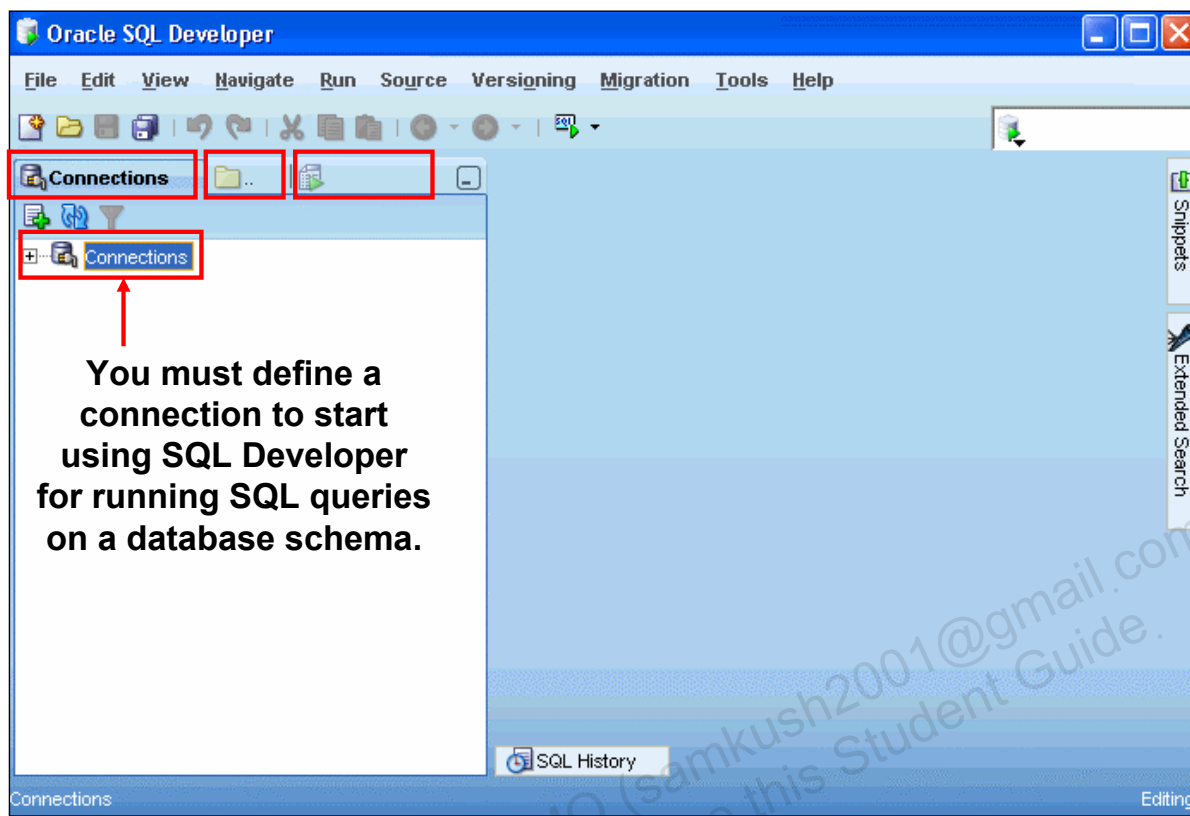 Oracle SQL Developer
File Edit View Navigate Run Source Versioning Migration Tools Help
SQL
Connections ..
Connections
Snippets
Extended Search
You must define a
connection to start
using SQL Developer
for running SQL queries
on a database schema.
SQL History
Connections Editing
samkush2001@gmail.com
this Student Guide.